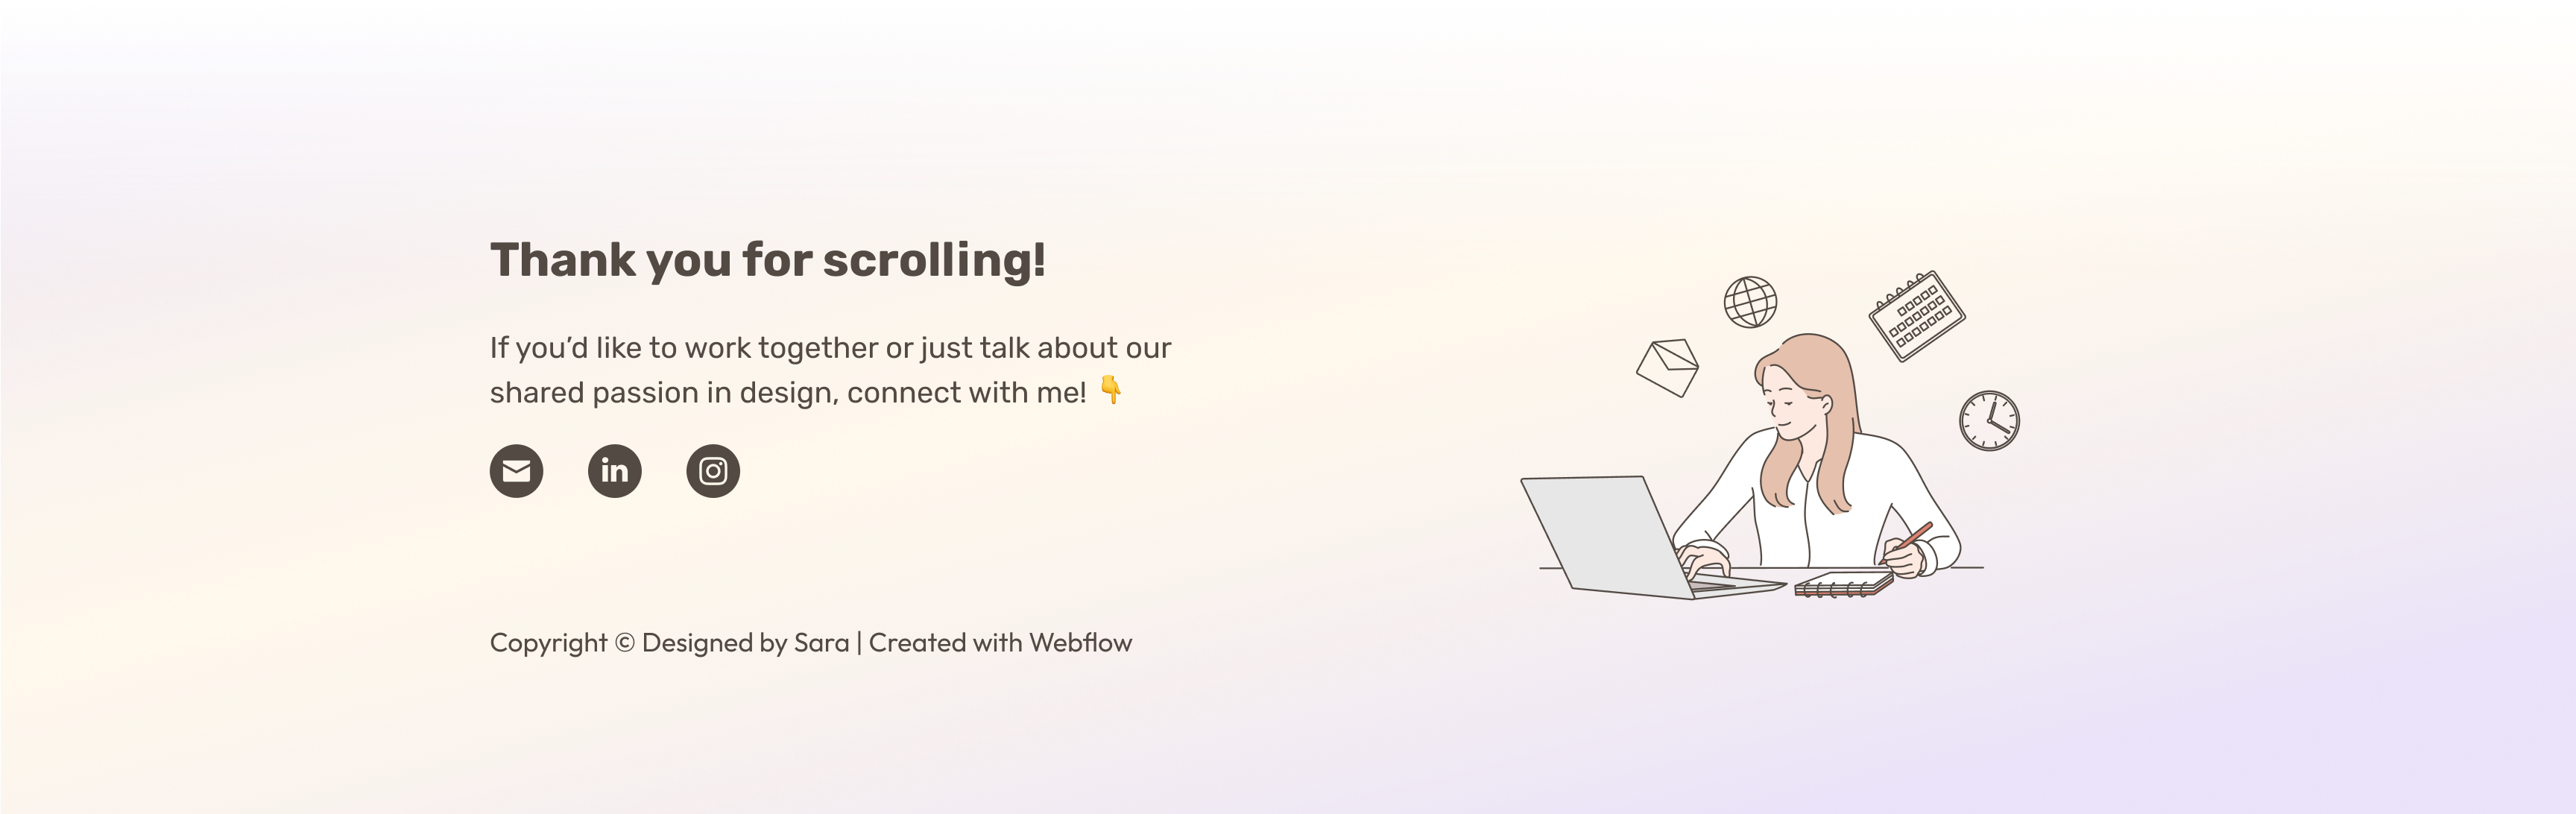 Thank you for scrolling!
If you’d like to work together or just talk about our
shared passion in design, connect with me! 👇
in
Copyright © Designed by Sara | Created with Webflow